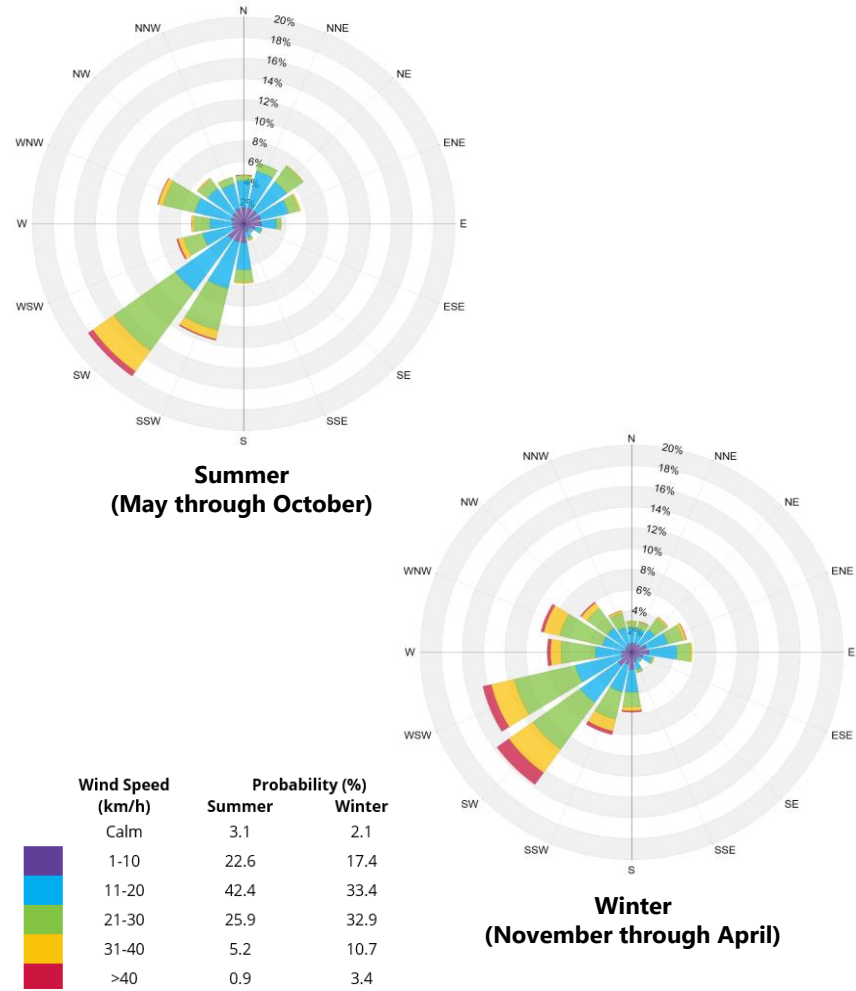 N
NNE
NE
ENE
E
ESE
SE
SSE
S
SSW
SW
WSW
W
WNW
NW
NNW
20%
18%
16%
14%
12%
10%
8%
6%
4%
2%
Summer
(May through October)
N
NNE
NE
ENE
E
ESE
SE
SSE
S
SSW
SW
WSW
W
WNW
NW
NNW
20%
18%
16%
14%
12%
10%
8%
6%
4%
2%
Winter
(November through April)
Wind Speed Probability (%)
(km/h) Summer Winter
Calm 3.1 2.1
1-10 22.6 17.4
11-20 42.4 33.4
21-30 25.9 32.9
31-40 5.2 10.7
>40 0.9 3.4